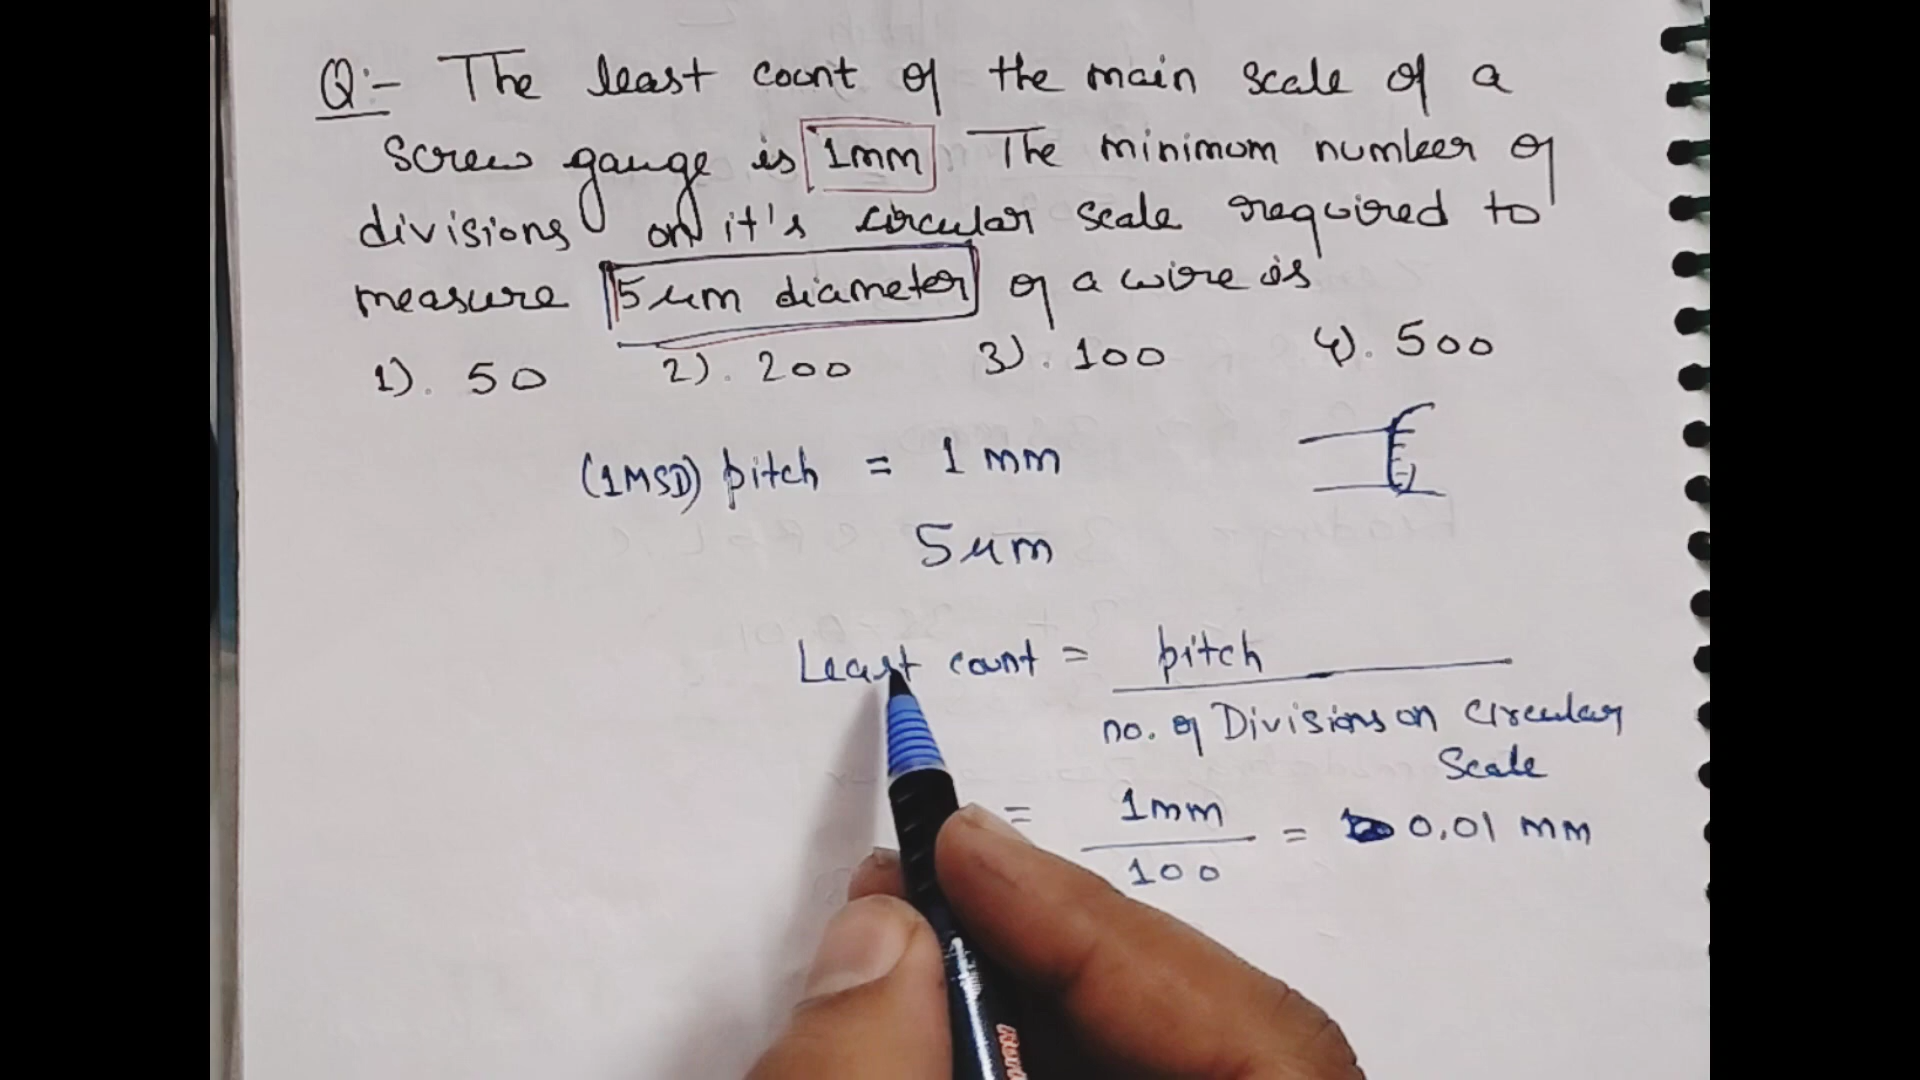 Q:- The least count of the main scale of a
screw gauge is 1mm The minimum number of
divisions on it's circular scale required to
measure 5μm diameter of a wire is
1). 50 2). 200 3). 100 4). 500
(1MSD) pitch = 1 mm
5μm
Least count = pitch
no. of Divisions on Circular
Scale
= 1mm
100
= 0.01 mm